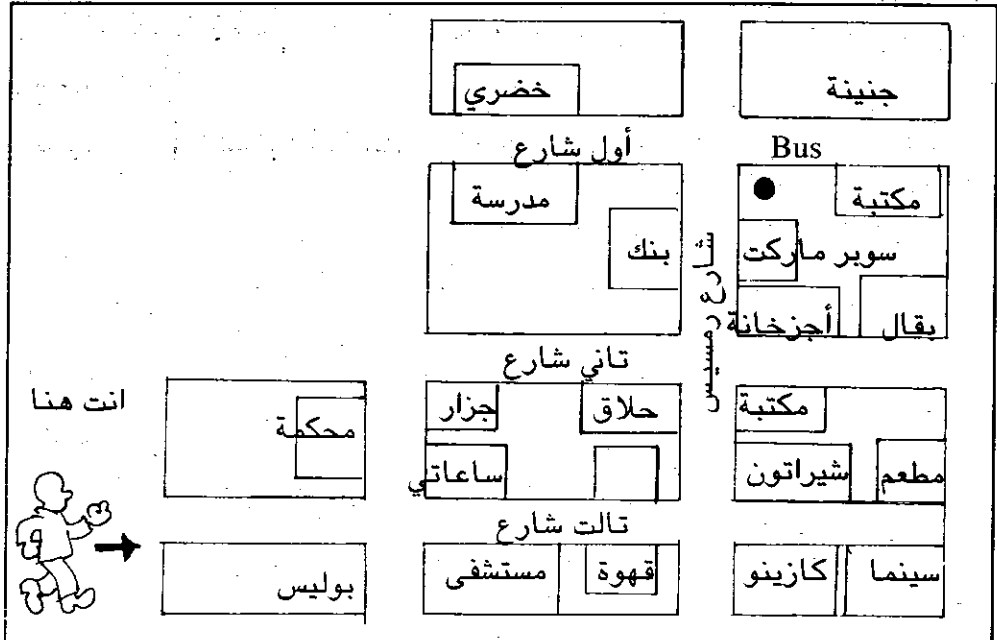 خضري
جنينة
أول شارع
Bus
مدرسة
مكتبة
بنك
شارع رمسيس
سوبر ماركت
أجزخانة
بقال
تاني شارع
انت هنا
محكمة
جزار
حلاق
مكتبة
ساعاتي
شيراتون
مطعم
تالت شارع
بوليس
مستشفى
قهوة
كازينو
سينما